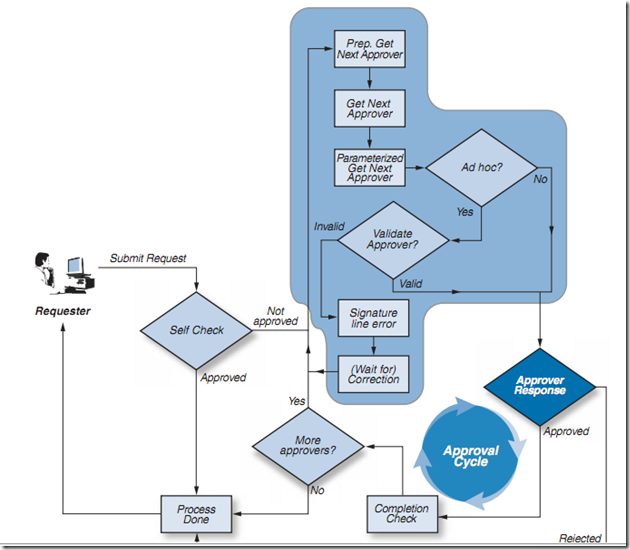 Prep. Get
Next Approver
Get Next
Approver
Parameterized
Get Next
Approver
Ad hoc?
No
Yes
Invalid
Validate
Approver?
Valid
Submit Request
Requester
Self Check
Not
approved
Signature
line error
Approved
(Wait for)
Correction
Approver
Response
Yes
Approved
More
approvers?
Approval
Cycle
Rejected
No
Process
Done
Completion
Check